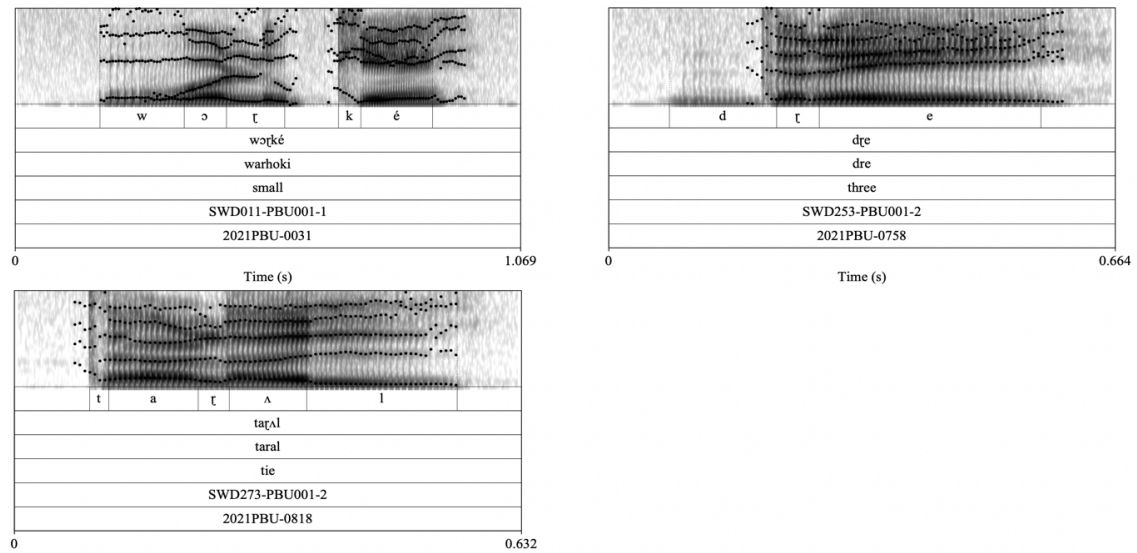 w ɔ ɽ k é
wɔɽké
warhoki
small
SWD011-PBU001-1
2021PBU-0031
0 1.069
Time (s)
d ɽ e
dɽe
dre
three
SWD253-PBU001-2
2021PBU-0758
0 0.664
Time (s)
t a ɽ ʌ l
taɽʌl
taral
tie
SWD273-PBU001-2
2021PBU-0818
0 0.632